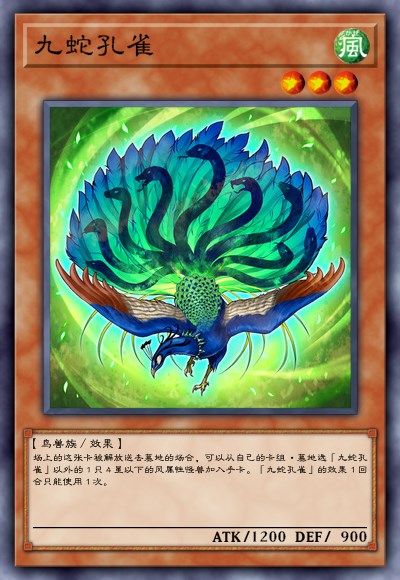 九蛇孔雀
風
【鸟兽族／效果】
场上的这张卡被解放送去墓地的场合，可以从自己的卡组·墓地选「九蛇孔
雀」以外的1只4星以下的风属性怪兽加入手卡。「九蛇孔雀」的效果1回
合只能使用1次。
ATK/1200 DEF/ 900